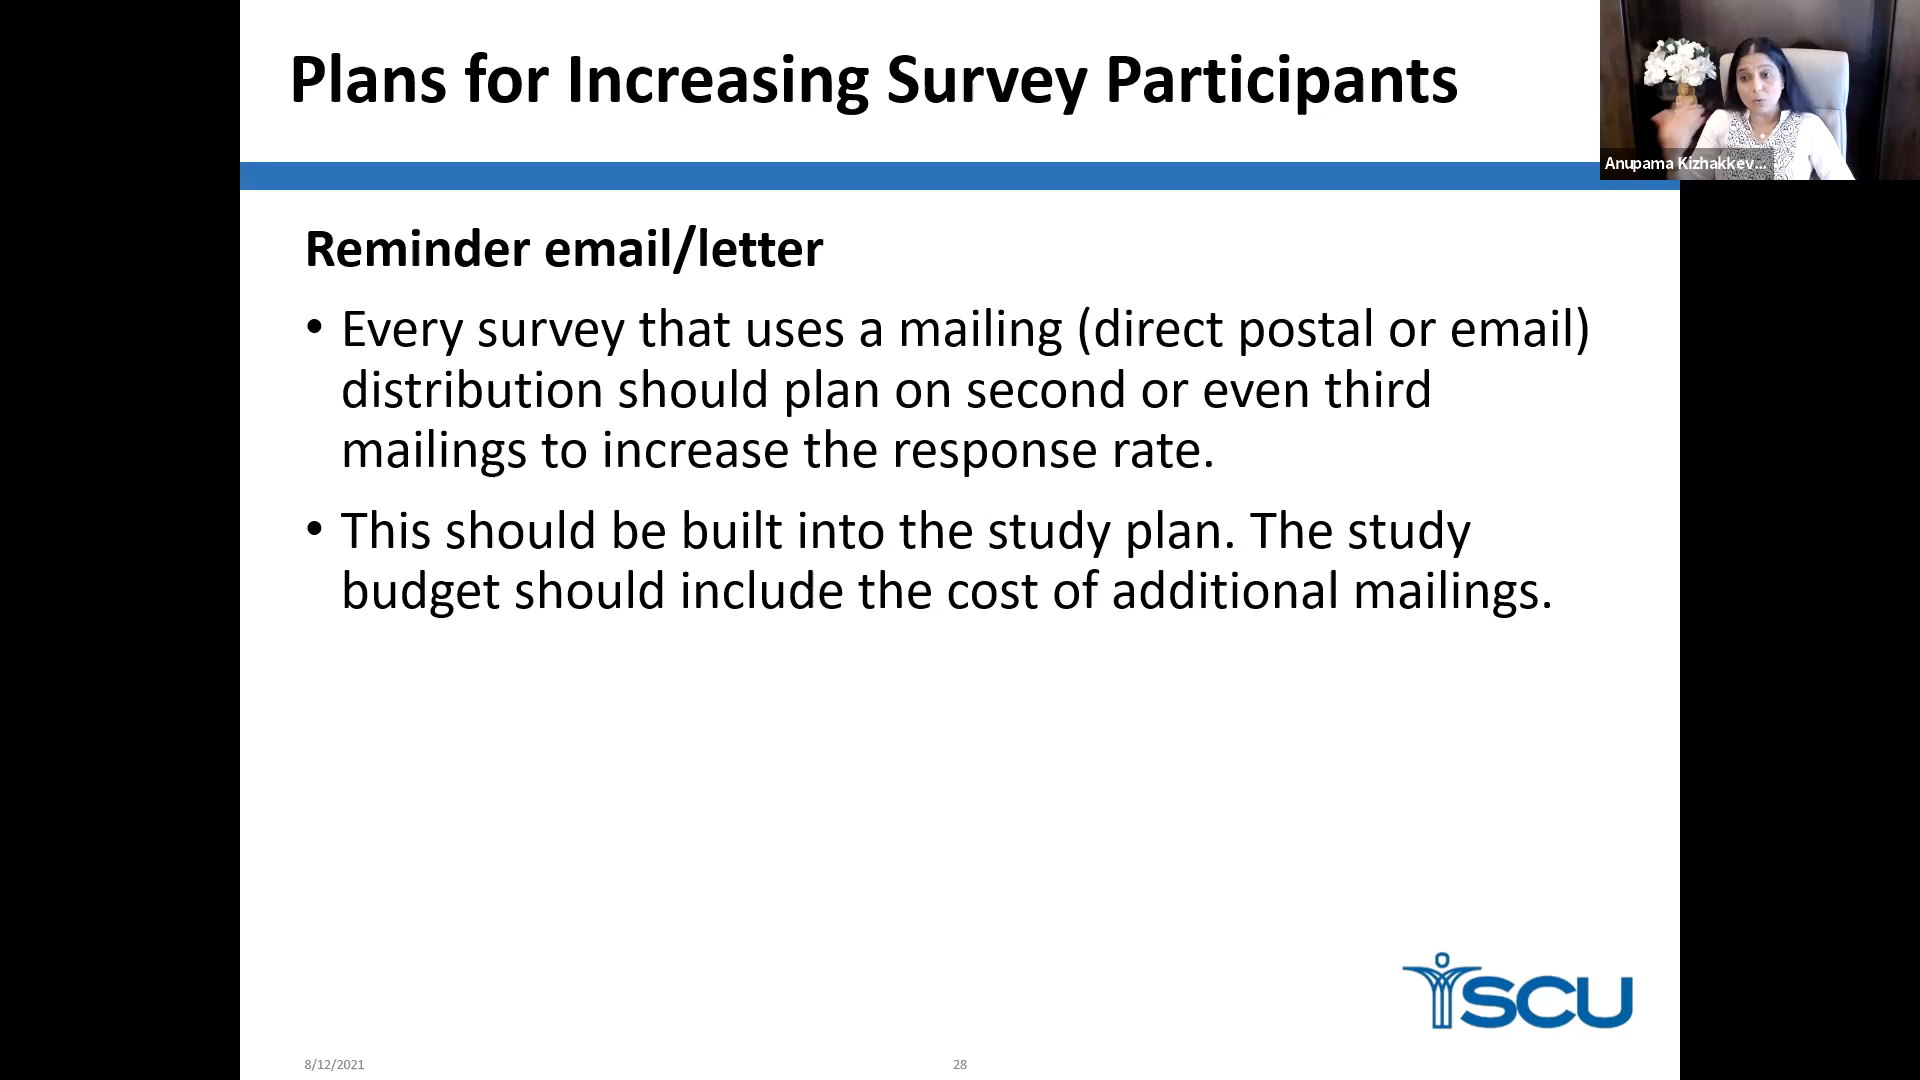 Plans for Increasing Survey Participants
Anupama Kizhakkev...
Reminder email/letter
• Every survey that uses a mailing (direct postal or email)
distribution should plan on second or even third
mailings to increase the response rate.
• This should be built into the study plan. The study
budget should include the cost of additional mailings.
SCU
8/12/2021
28